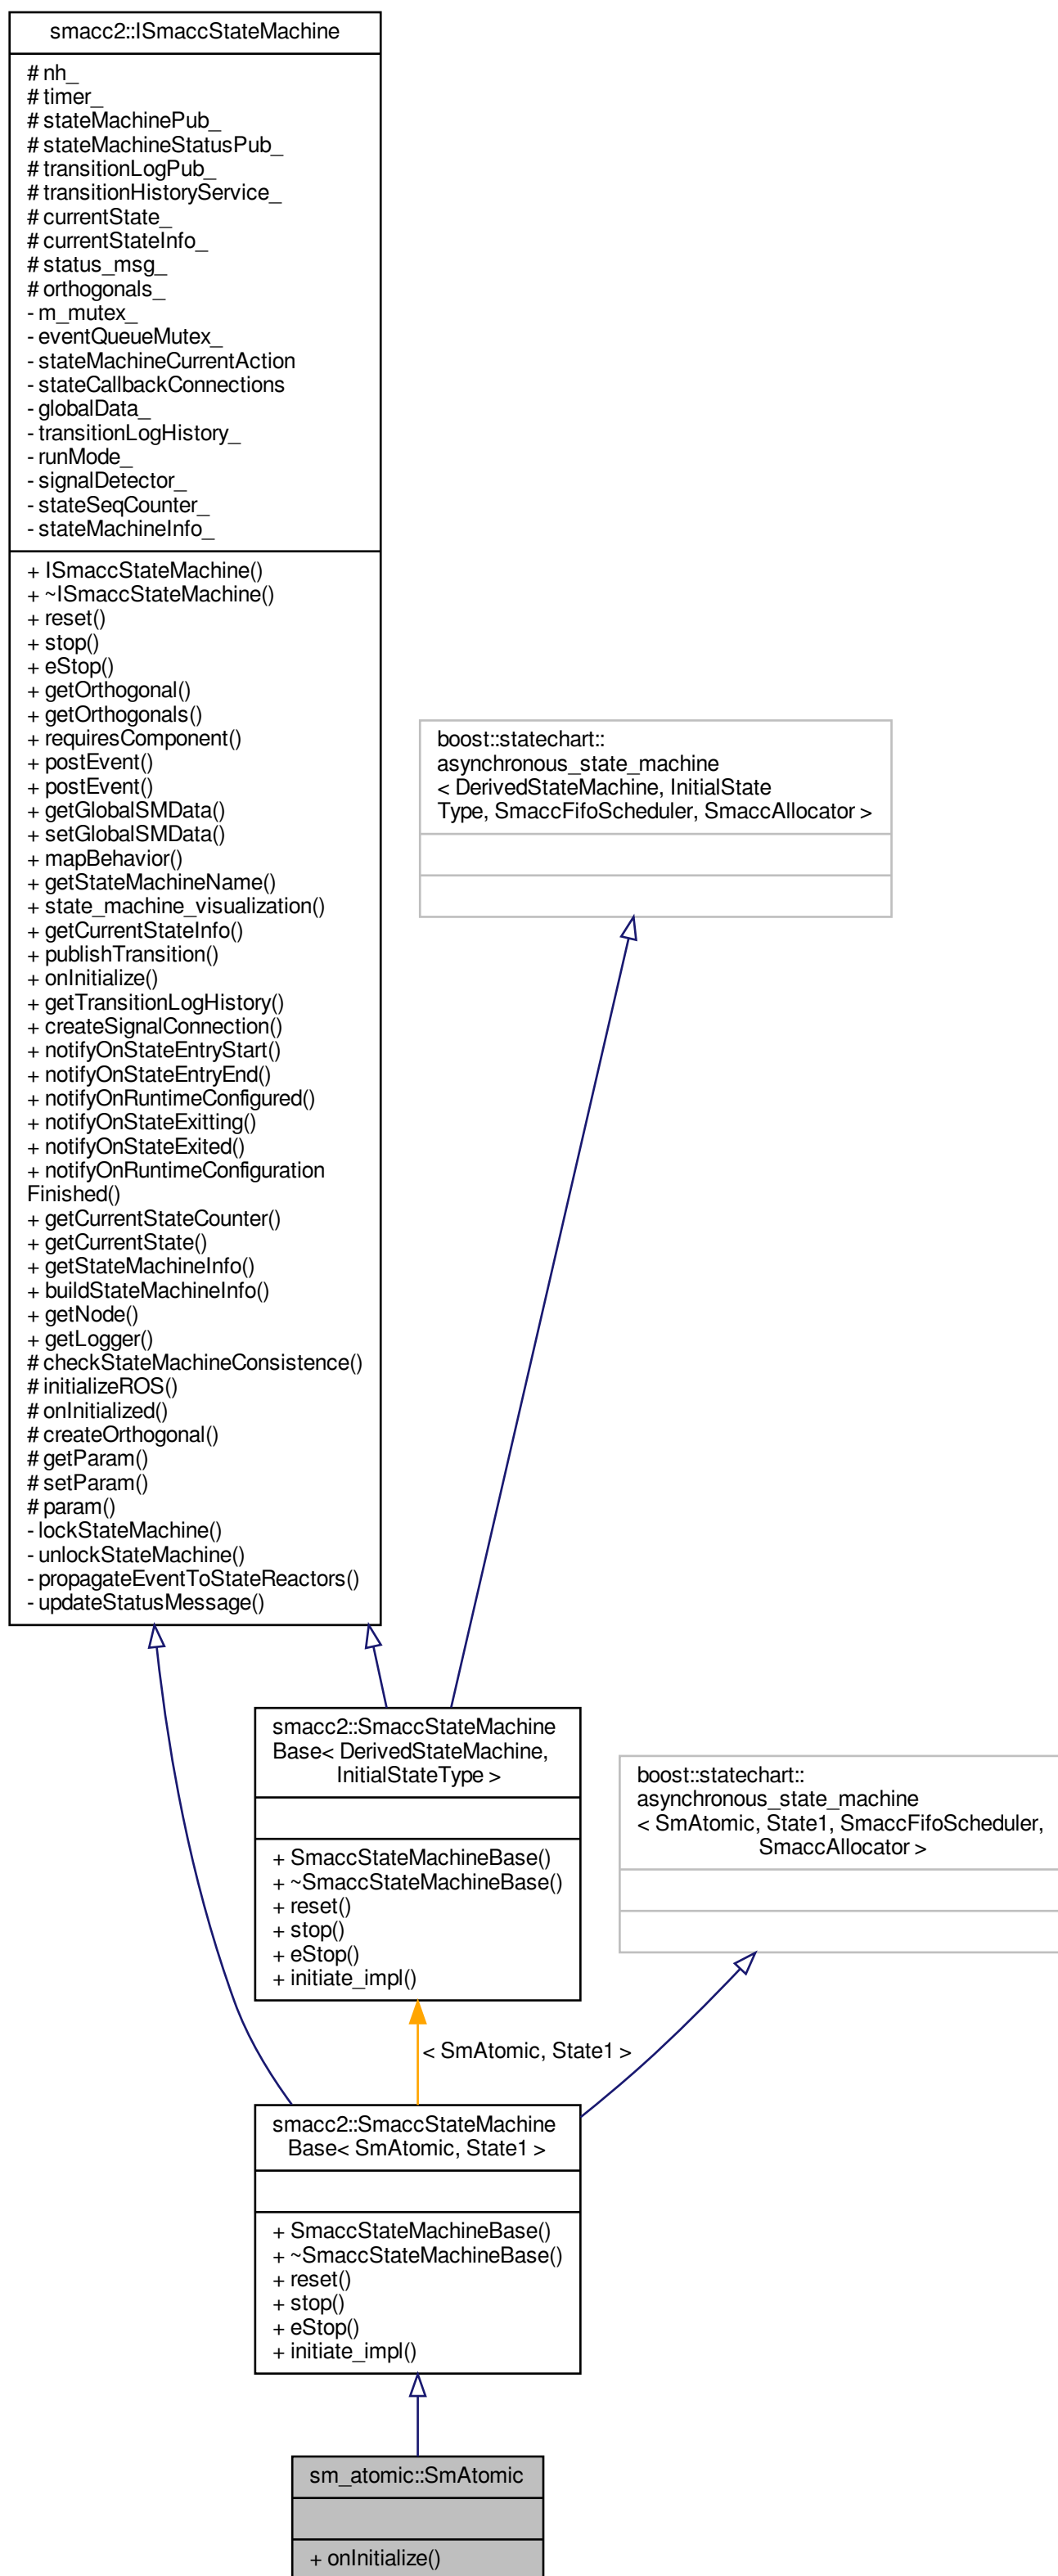 smacc2::ISmaccStateMachine
# nh_
# timer_
# stateMachinePub_
# stateMachineStatusPub_
# transitionLogPub_
# transitionHistoryService_
# currentState_
# currentStateInfo_
# status_msg_
# orthogonals_
- m_mutex_
- eventQueueMutex_
- stateMachineCurrentAction
- stateCallbackConnections
- globalData_
- transitionLogHistory_
- runMode_
- signalDetector_
- stateSeqCounter_
- stateMachineInfo_
+ ISmaccStateMachine()
+ ~ISmaccStateMachine()
+ reset()
+ stop()
+ eStop()
+ getOrthogonal()
+ getOrthogonals()
+ requiresComponent()
+ postEvent()
+ postEvent()
+ getGlobalSMData()
+ setGlobalSMData()
+ mapBehavior()
+ getStateMachineName()
+ state_machine_visualization()
+ getCurrentStateInfo()
+ publishTransition()
+ onInitialize()
+ getTransitionLogHistory()
+ createSignalConnection()
+ notifyOnStateEntryStart()
+ notifyOnStateEntryEnd()
+ notifyOnRuntimeConfigured()
+ notifyOnStateExitting()
+ notifyOnStateExited()
+ notifyOnRuntimeConfiguration
Finished()
+ getCurrentStateCounter()
+ getCurrentState()
+ getStateMachineInfo()
+ buildStateMachineInfo()
+ getNode()
+ getLogger()
# checkStateMachineConsistence()
# initializeROS()
# onInitialized()
# createOrthogonal()
# getParam()
# setParam()
# param()
- lockStateMachine()
- unlockStateMachine()
- propagateEventToStateReactors()
- updateStatusMessage()
boost::statechart::
asynchronous_state_machine
< DerivedStateMachine, InitialState
Type, SmaccFifoScheduler, SmaccAllocator >
smacc2::SmaccStateMachine
Base< DerivedStateMachine,
InitialStateType >
+ SmaccStateMachineBase()
+ ~SmaccStateMachineBase()
+ reset()
+ stop()
+ eStop()
+ initiate_impl()
boost::statechart::
asynchronous_state_machine
< SmAtomic, State1, SmaccFifoScheduler,
SmaccAllocator >
< SmAtomic, State1 >
smacc2::SmaccStateMachine
Base< SmAtomic, State1 >
+ SmaccStateMachineBase()
+ ~SmaccStateMachineBase()
+ reset()
+ stop()
+ eStop()
+ initiate_impl()
sm_atomic::SmAtomic
+ onInitialize()